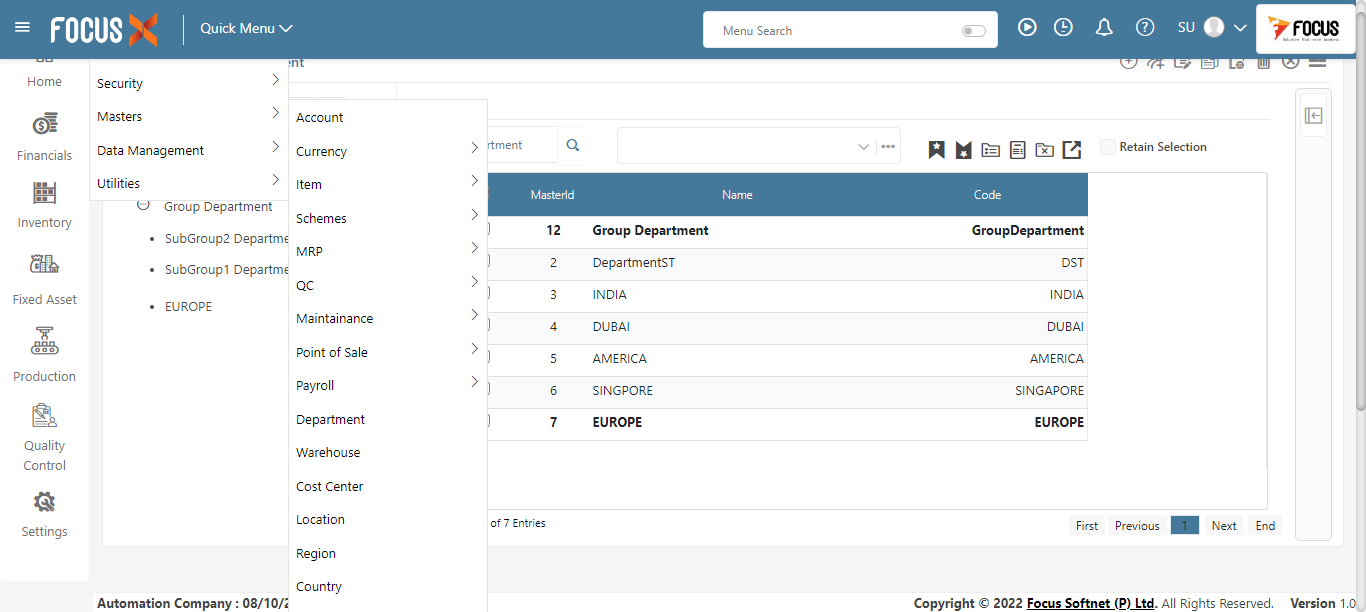 FOCUS X
Quick Menu
Menu Search
SU
FOCUS
Home
Financials
Inventory
Fixed Asset
Production
Quality
Control
Settings
Security
Masters
Data Management
Utilities
Group Department
SubGroup2 Departme
SubGroup1 Departme
EUROPE
Account
Currency
Item
Schemes
MRP
QC
Maintainance
Point of Sale
Payroll
Department
Warehouse
Cost Center
Location
Region
Country
ent
rtment
Retain Selection
MasterId Name Code
12 Group Department GroupDepartment
2 DepartmentST DST
3 INDIA INDIA
4 DUBAI DUBAI
5 AMERICA AMERICA
6 SINGPORE SINGAPORE
7 EUROPE EUROPE
of 7 Entries
First Previous 1 Next End
Automation Company : 08/10/2
Copyright © 2022 Focus Softnet (P) Ltd. All Rights Reserved. Version 1.0